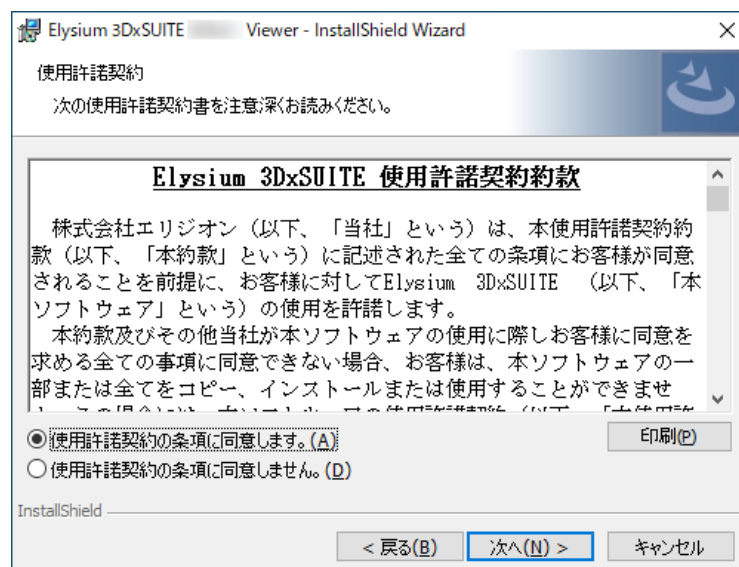 Elysium 3DxSUITE Viewer - InstallShield Wizard
使用許諾契約
次の使用許諾契約書を注意深くお読みください。
Elysium 3DxSUITE 使用許諾契約約款
株式会社エリジオン（以下、「当社」という）は、本使用許諾契約約
款（以下、「本約款」という）に記述された全ての条項にお客様が同意
されることを前提に、お客様に対してElysium 3DxSUITE （以下、「本
ソフトウェア」という）の使用を許諾します。
本約款及びその他当社が本ソフトウェアの使用に際しお客様に同意を
求める全ての事項に同意できない場合、お客様は、本ソフトウェアの一
部または全てをコピー、インストールまたは使用することができませ
使用許諾契約の条項に同意します。(A)
印刷(P)
使用許諾契約の条項に同意しません。(D)
InstallShield
< 戻る(B)
次へ(N) >
キャンセル